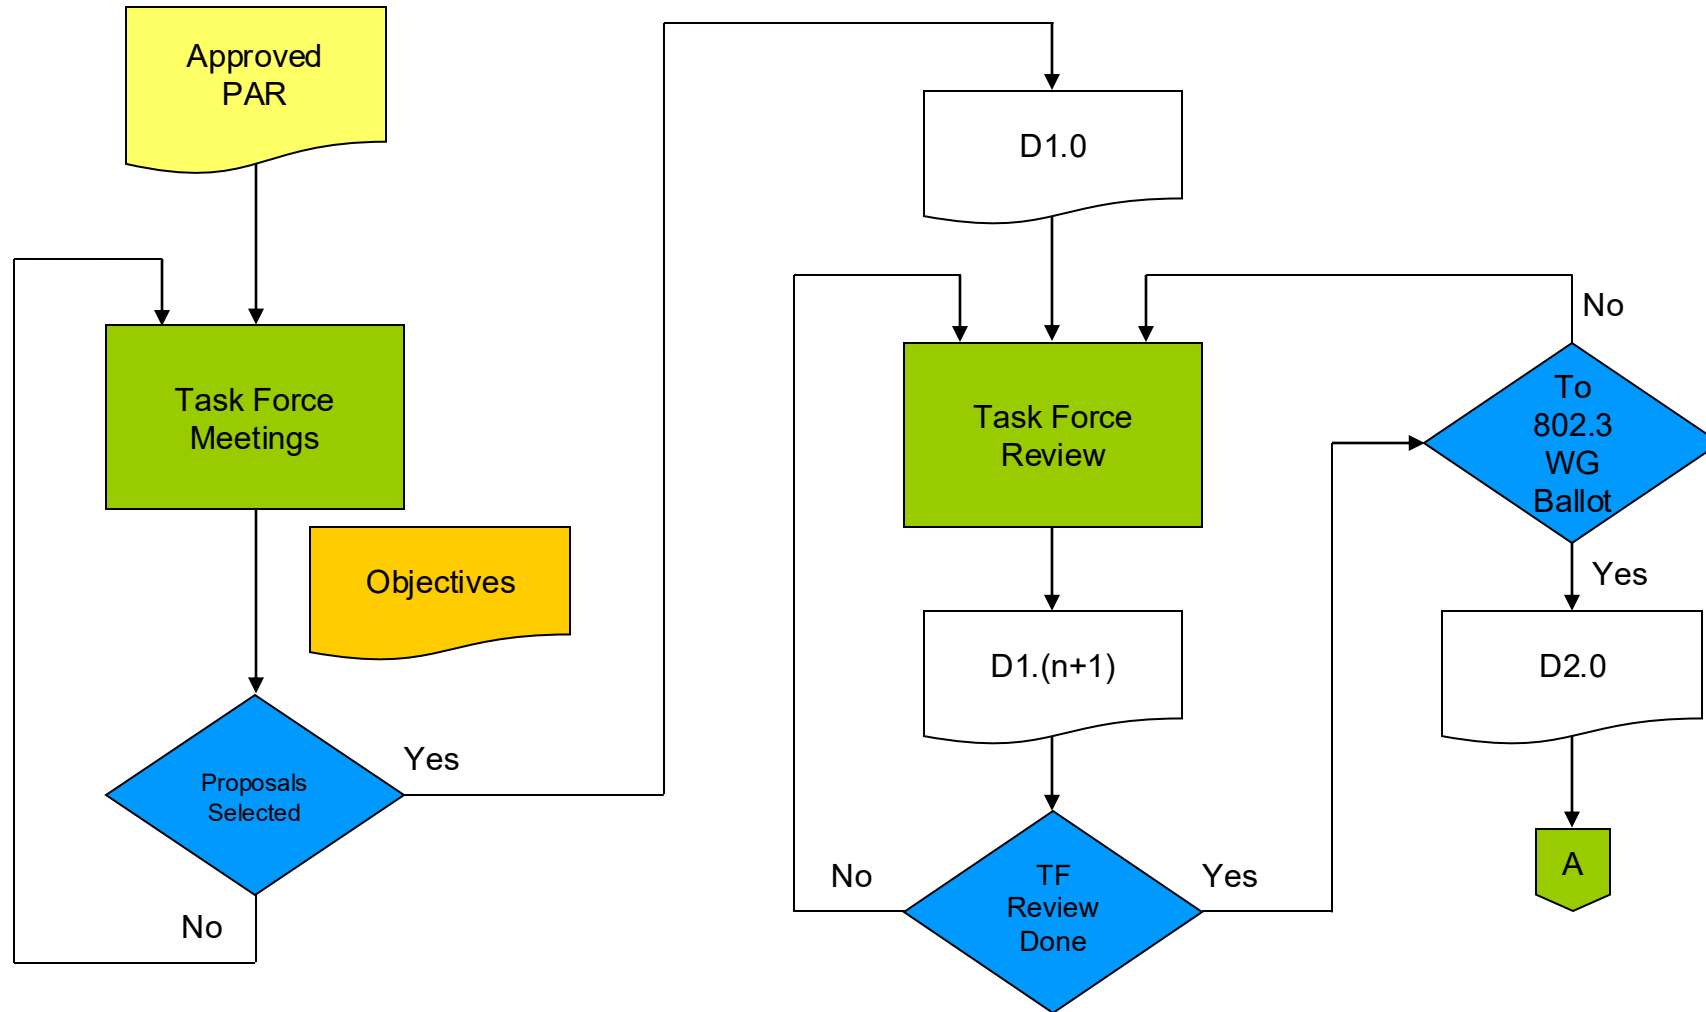 Approved
PAR
Task Force
Meetings
Objectives
Proposals
Selected
Yes
No
D1.0
Task Force
Review
D1.(n+1)
TF
Review
Done
No
Yes
To
802.3
WG
Ballot
No
Yes
D2.0
A